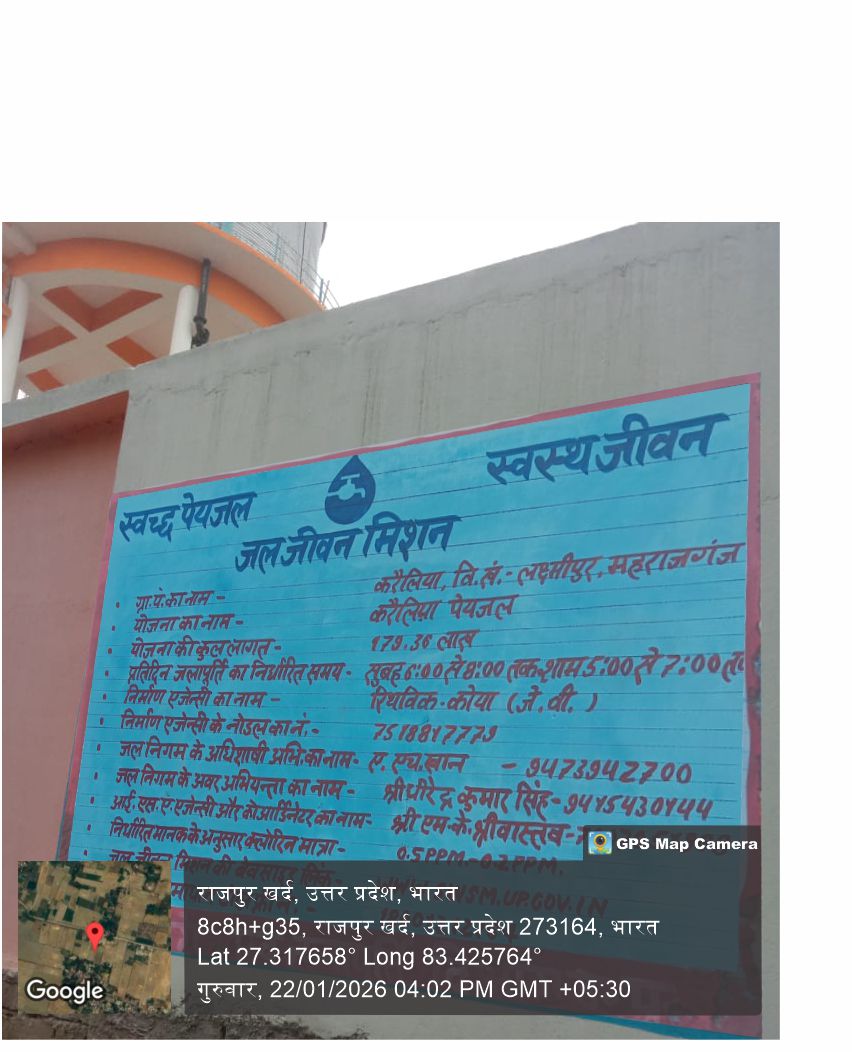 स्वच्छ पेयजल
स्वस्थ जीवन
जल जीवन मिशन
ग्रा.पं. का नाम - करैलिया, वि.खं.- लक्ष्मीपुर, महराजगंज
योजना का नाम - करैलिया पेयजल
योजना की कुल लागत - 179.36 लाख
प्रतिदिन जलापूर्ति का निर्धारित समय - सुबह 6:00 से 8:00 तक शाम 5:00 से 7:00 तक
निर्माण एजेन्सी का नाम - रिथविक-कोया (जे.वी.)
निर्माण एजेन्सी के नोडल का नं.- 7518847779
जल निगम के अधिशाषी अभि. का नाम- ए. एच. खान - 9473942700
जल निगम के अवर अभियन्ता का नाम - श्री धीरेन्द्र कुमार सिंह- 9415430144
आई.एस.ए. एजेन्सी और कोआर्डिनेटर का नाम- श्री एम.के. श्रीवास्तव-
निर्धारित मानक के अनुसार क्लोरिन मात्रा- 0.5 PPM.-0.2 PPM.
जल जीवन मिशन की
GPS Map Camera
राजपुर खर्द, उत्तर प्रदेश, भारत
8c8h+g35, राजपुर खर्द, उत्तर प्रदेश 273164, भारत
Lat 27.317658° Long 83.425764°
गुरुवार, 22/01/2026 04:02 PM GMT +05:30
Google